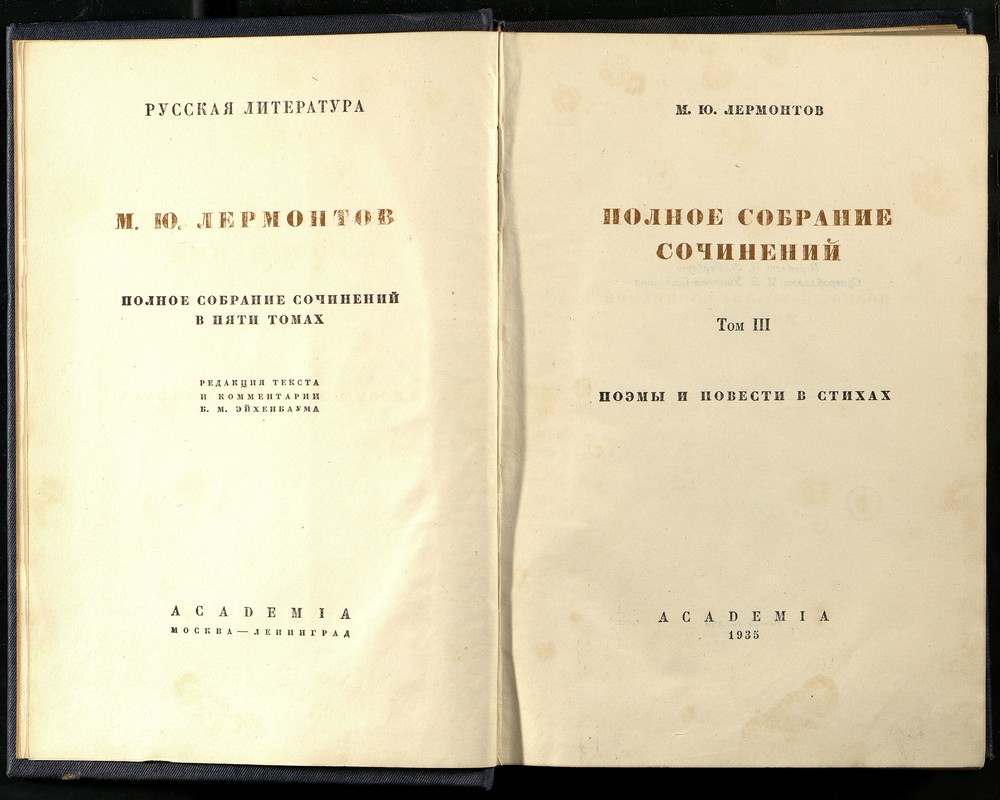 РУССКАЯ ЛИТЕРАТУРА
М. Ю. ЛЕРМОНТОВ
ПОЛНОЕ СОБРАНИЕ СОЧИНЕНИЙ
В ПЯТИ ТОМАХ
РЕДАКЦИЯ ТЕКСТА
И КОММЕНТАРИИ
Б. М. ЭЙХЕНБАУМА
ACADEMIA
МОСКВА — ЛЕНИНГРАД
М. Ю. ЛЕРМОНТОВ
ПОЛНОЕ СОБРАНИЕ
СОЧИНЕНИЙ
Том III
ПОЭМЫ И ПОВЕСТИ В СТИХАХ
ACADEMIA
1935